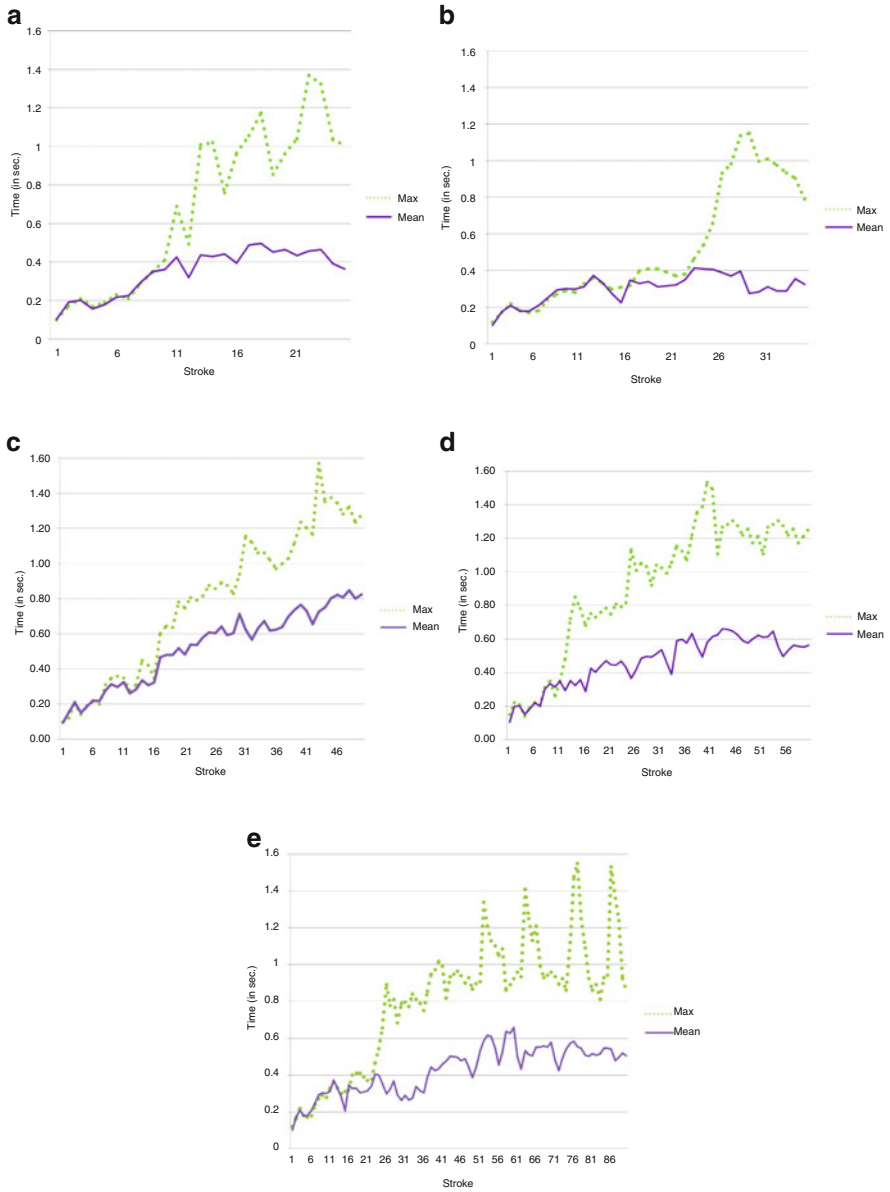 a
1.6
1.4
1.2
1
0.8
0.6
0.4
0.2
0
Time (in sec.)
1 6 11 16 21
Stroke
Max
Mean
b
1.6
1.4
1.2
1
0.8
0.6
0.4
0.2
0
Time (in sec.)
1 6 11 16 21 26 31
Stroke
Max
Mean
c
1.60
1.40
1.20
1.00
0.80
0.60
0.40
0.20
0.00
Time (in sec.)
1 6 11 16 21 26 31 36 41 46
Stroke
Max
Mean
d
1.60
1.40
1.20
1.00
0.80
0.60
0.40
0.20
0.00
Time (in sec.)
1 6 11 16 21 26 31 36 41 46 51 56
Stroke
Max
Mean
e
1.6
1.4
1.2
1
0.8
0.6
0.4
0.2
0
Time (in sec.)
1 6 11 16 21 26 31 36 41 46 51 56 61 66 71 76 81 86
Stroke
Max
Mean